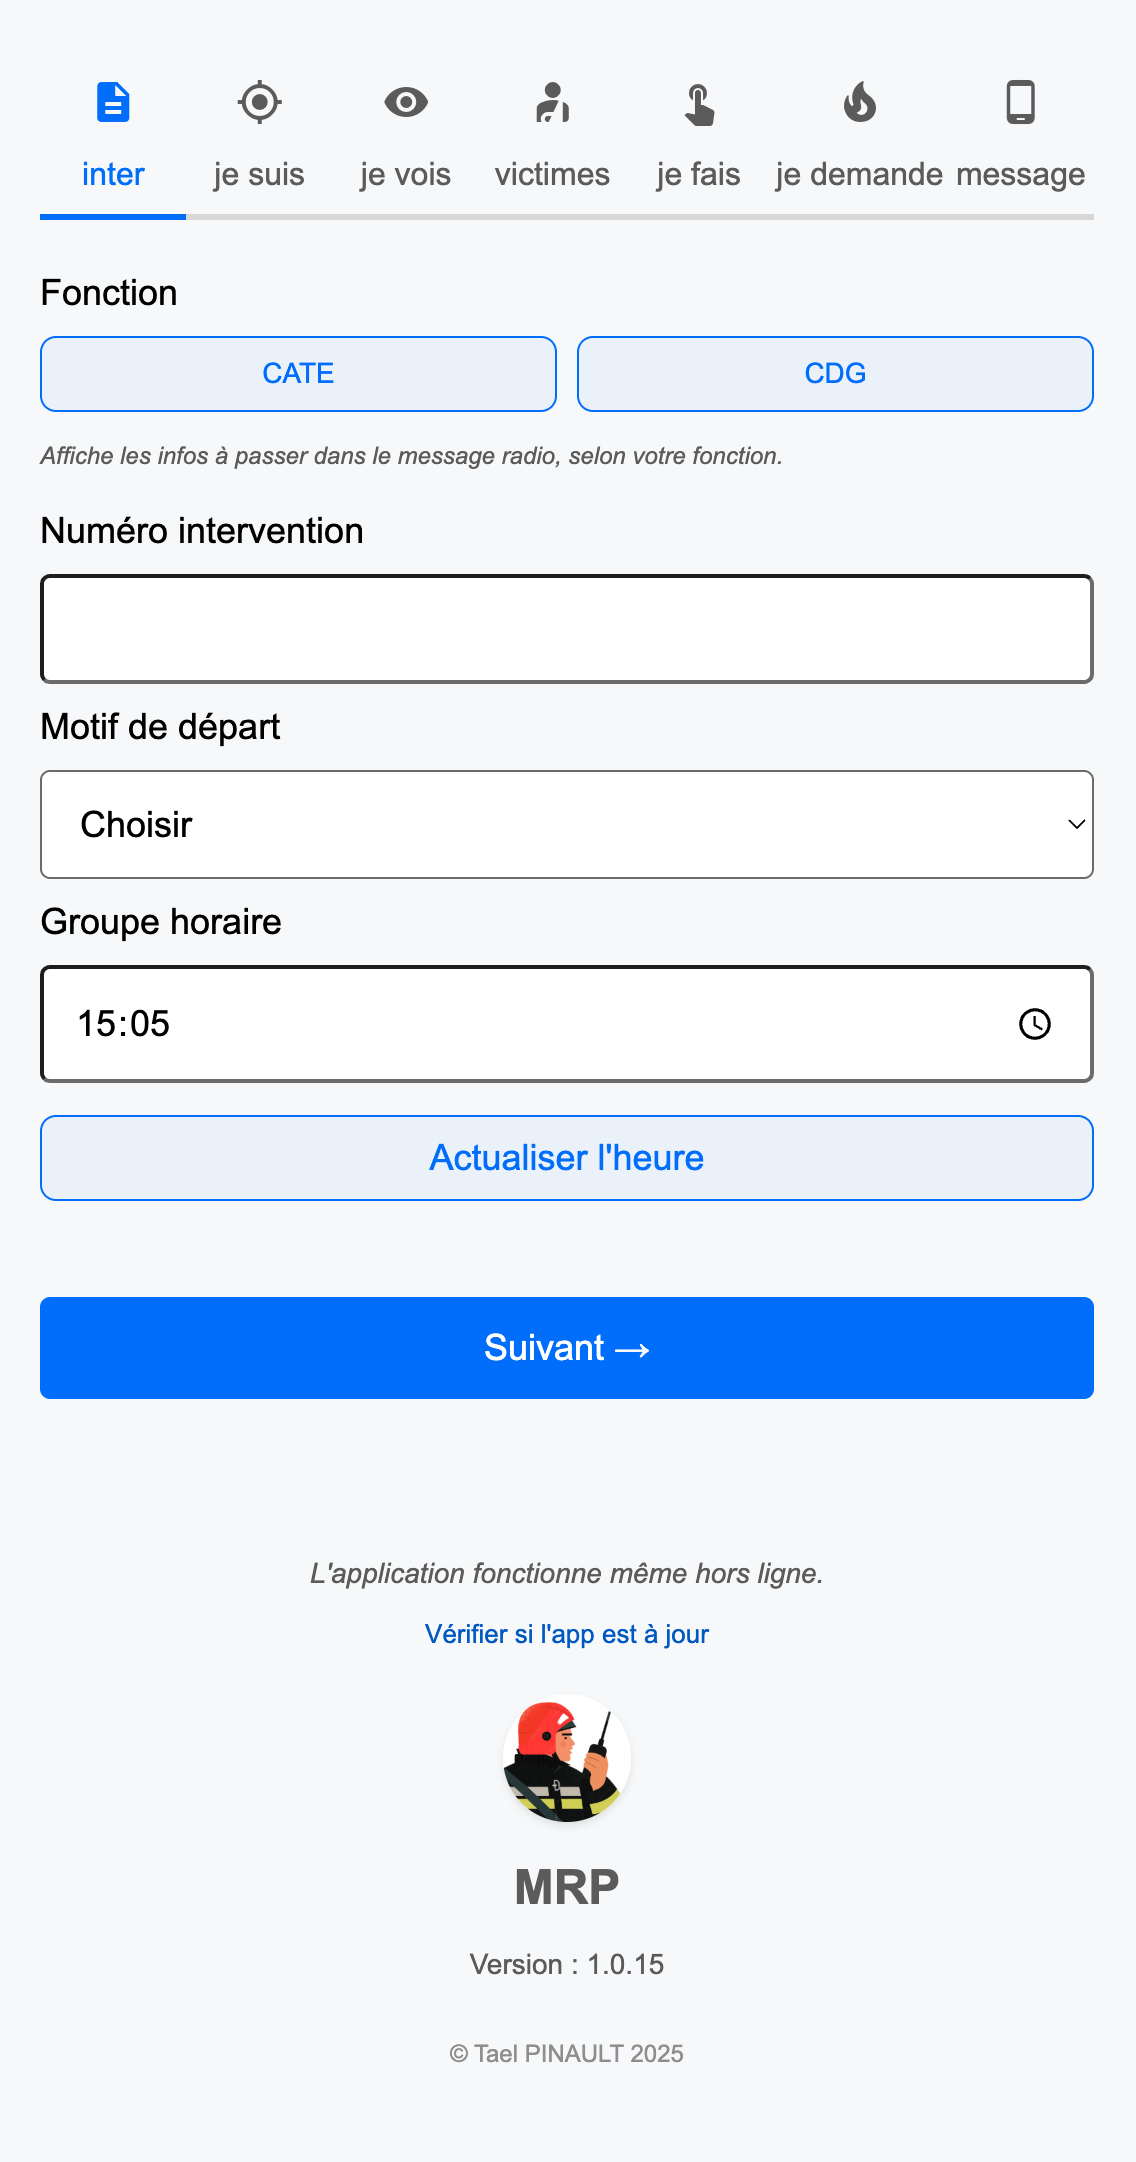 inter je suis je vois victimes je fais je demande message
Fonction
CATE CDG
Affiche les infos à passer dans le message radio, selon votre fonction.
Numéro intervention
Motif de départ
Choisir
Groupe horaire
15:05
Actualiser l'heure
Suivant →
L'application fonctionne même hors ligne.
Vérifier si l'app est à jour
MRP
Version : 1.0.15
© Tael PINAULT 2025